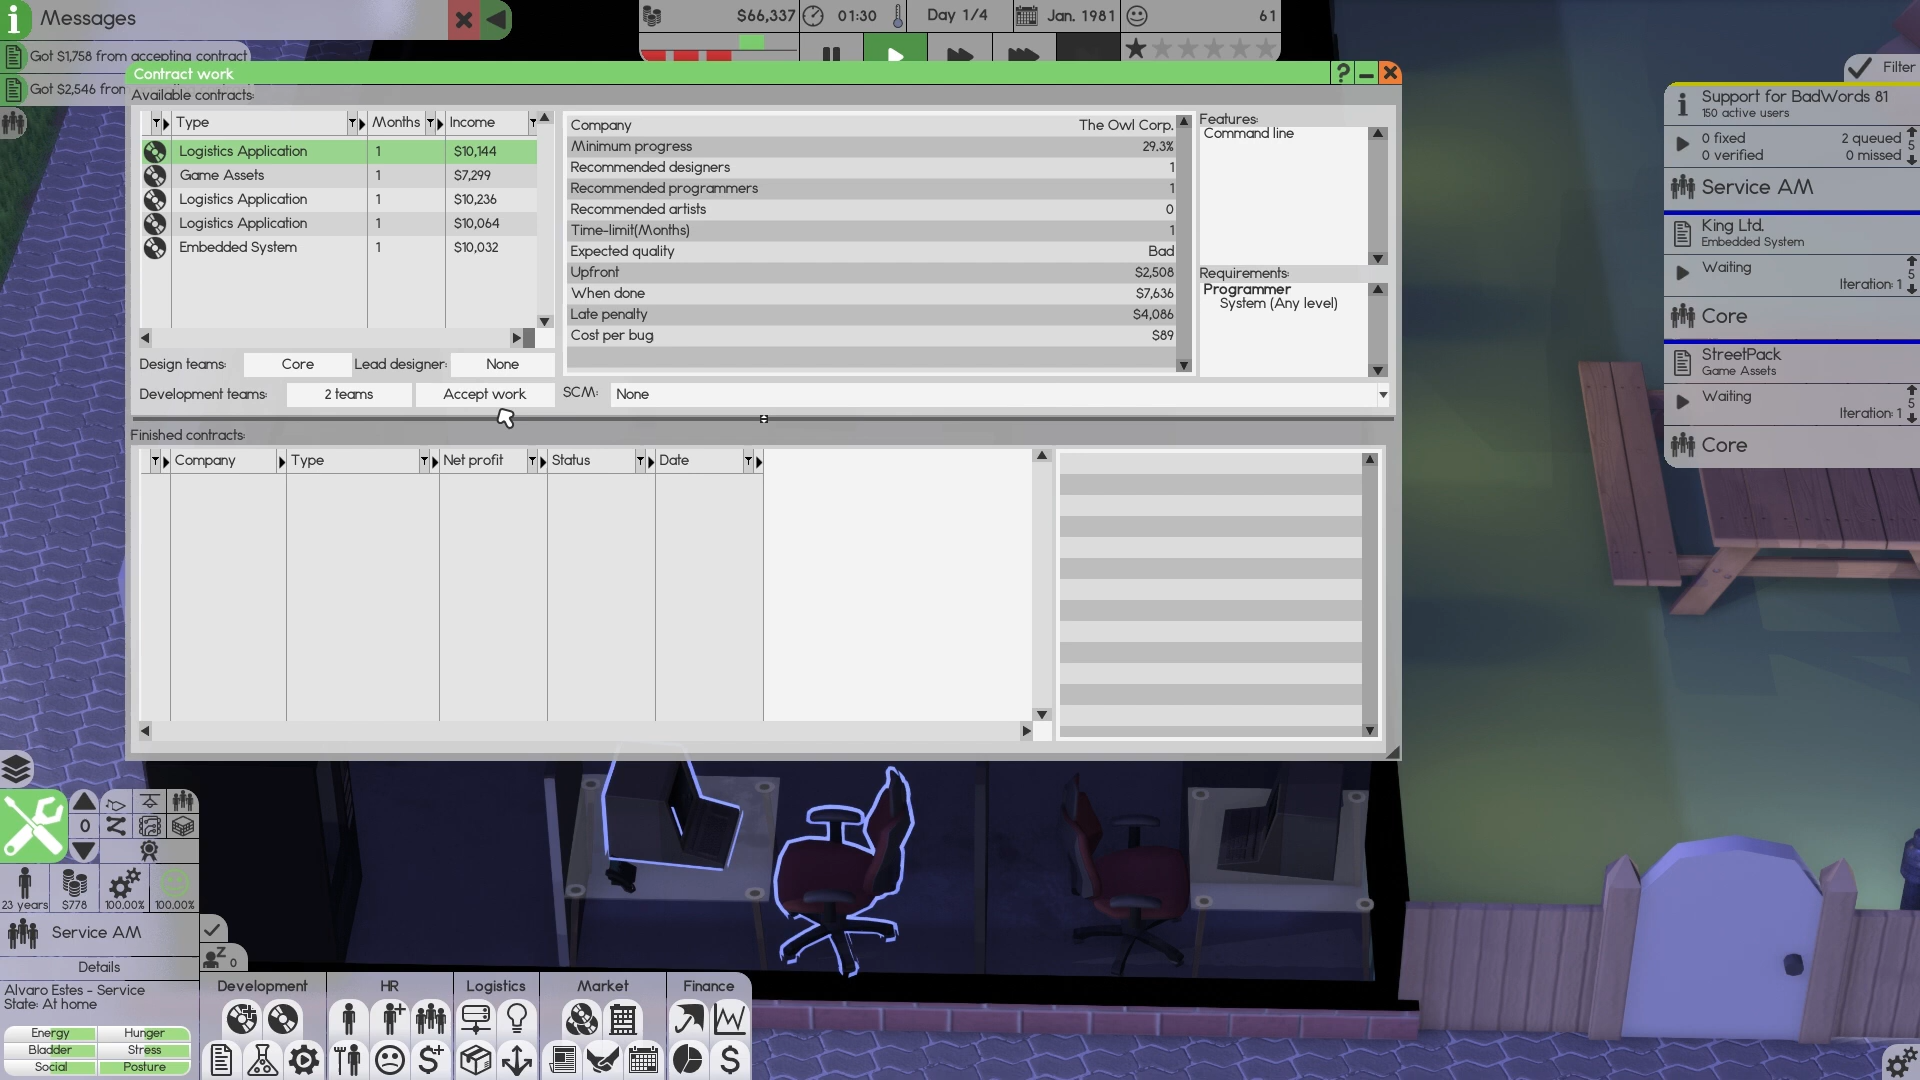 Messages
$66,337
01:30
Day 1/4
Jan. 1981
61
Got $1,758 from accepting contract
Got $2,546 from
Contract work
?
Available contracts:
Type Months Income
Logistics Application 1 $10,144
Game Assets 1 $7,299
Logistics Application 1 $10,236
Logistics Application 1 $10,064
Embedded System 1 $10,032
Company The Owl Corp.
Minimum progress 29.3%
Recommended designers 1
Recommended programmers 1
Recommended artists 0
Time-limit(Months) 1
Expected quality Bad
Upfront $2,508
When done $7,636
Late penalty $4,086
Cost per bug $89
Features:
Command line
Requirements:
Programmer
System (Any level)
Design teams: Core Lead designer: None
Development teams: 2 teams Accept work
SCM: None
Finished contracts:
Company Type Net profit Status Date
Filter
Support for BadWords 81
150 active users
0 fixed 2 queued
0 verified 0 missed
5
Service AM
King Ltd.
Embedded System
Waiting
5
Iteration: 1
Core
StreetPack
Game Assets
Waiting
5
Iteration: 1
Core
0
23 years $778 100.00% 100.00%
Service AM
Details
Z
0
Alvaro Estes - Service
State: At home
Energy Hunger
Bladder Stress
Social Posture
Development HR Logistics Market Finance